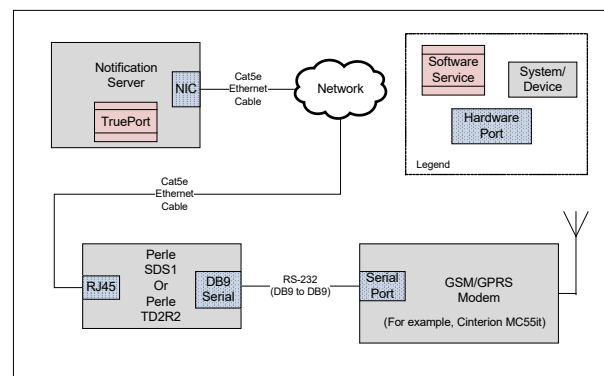 Notification
Server
NIC
TruePort
Cat5e
Ethernet
Cable
Network
Software
Service
System/
Device
Hardware
Port
Legend
Cat5e
Ethernet
Cable
RJ45
Perle
SDS1
Or
Perle
TD2R2
DB9
Serial
RS-232
(DB9 to DB9)
Serial
Port
GSM/GPRS
Modem
(For example, Cinterion MC55it)